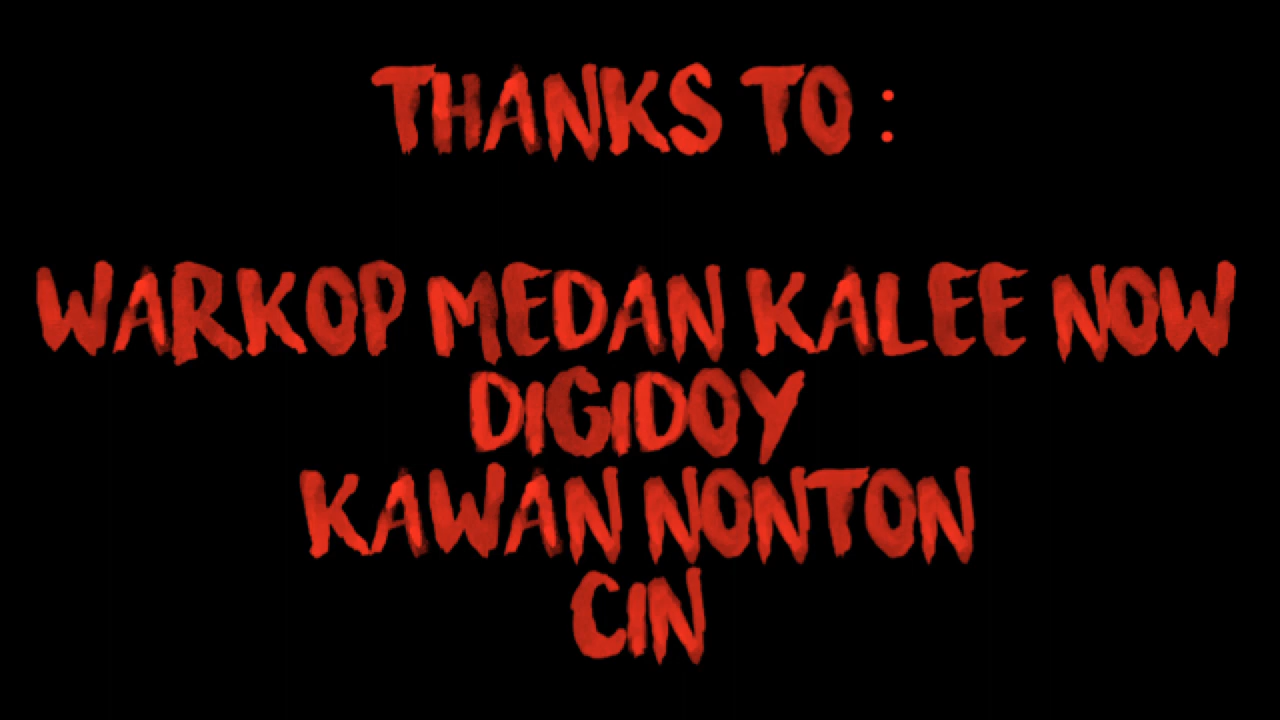 THANKS TO :
WARKOP MEDAN KALEE NOW
DIGIDOY
KAWAN NONTON
CIN